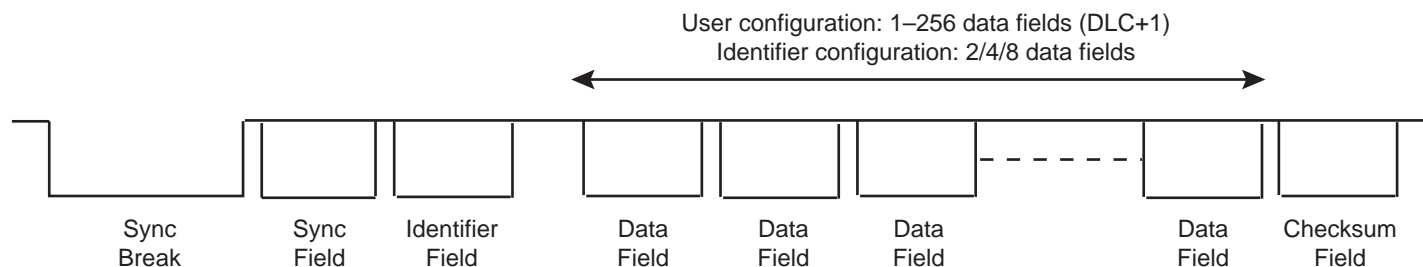 User configuration: 1–256 data fields (DLC+1)
Identifier configuration: 2/4/8 data fields
Sync
Break
Sync
Field
Identifier
Field
Data
Field
Data
Field
Data
Field
Data
Field
Checksum
Field